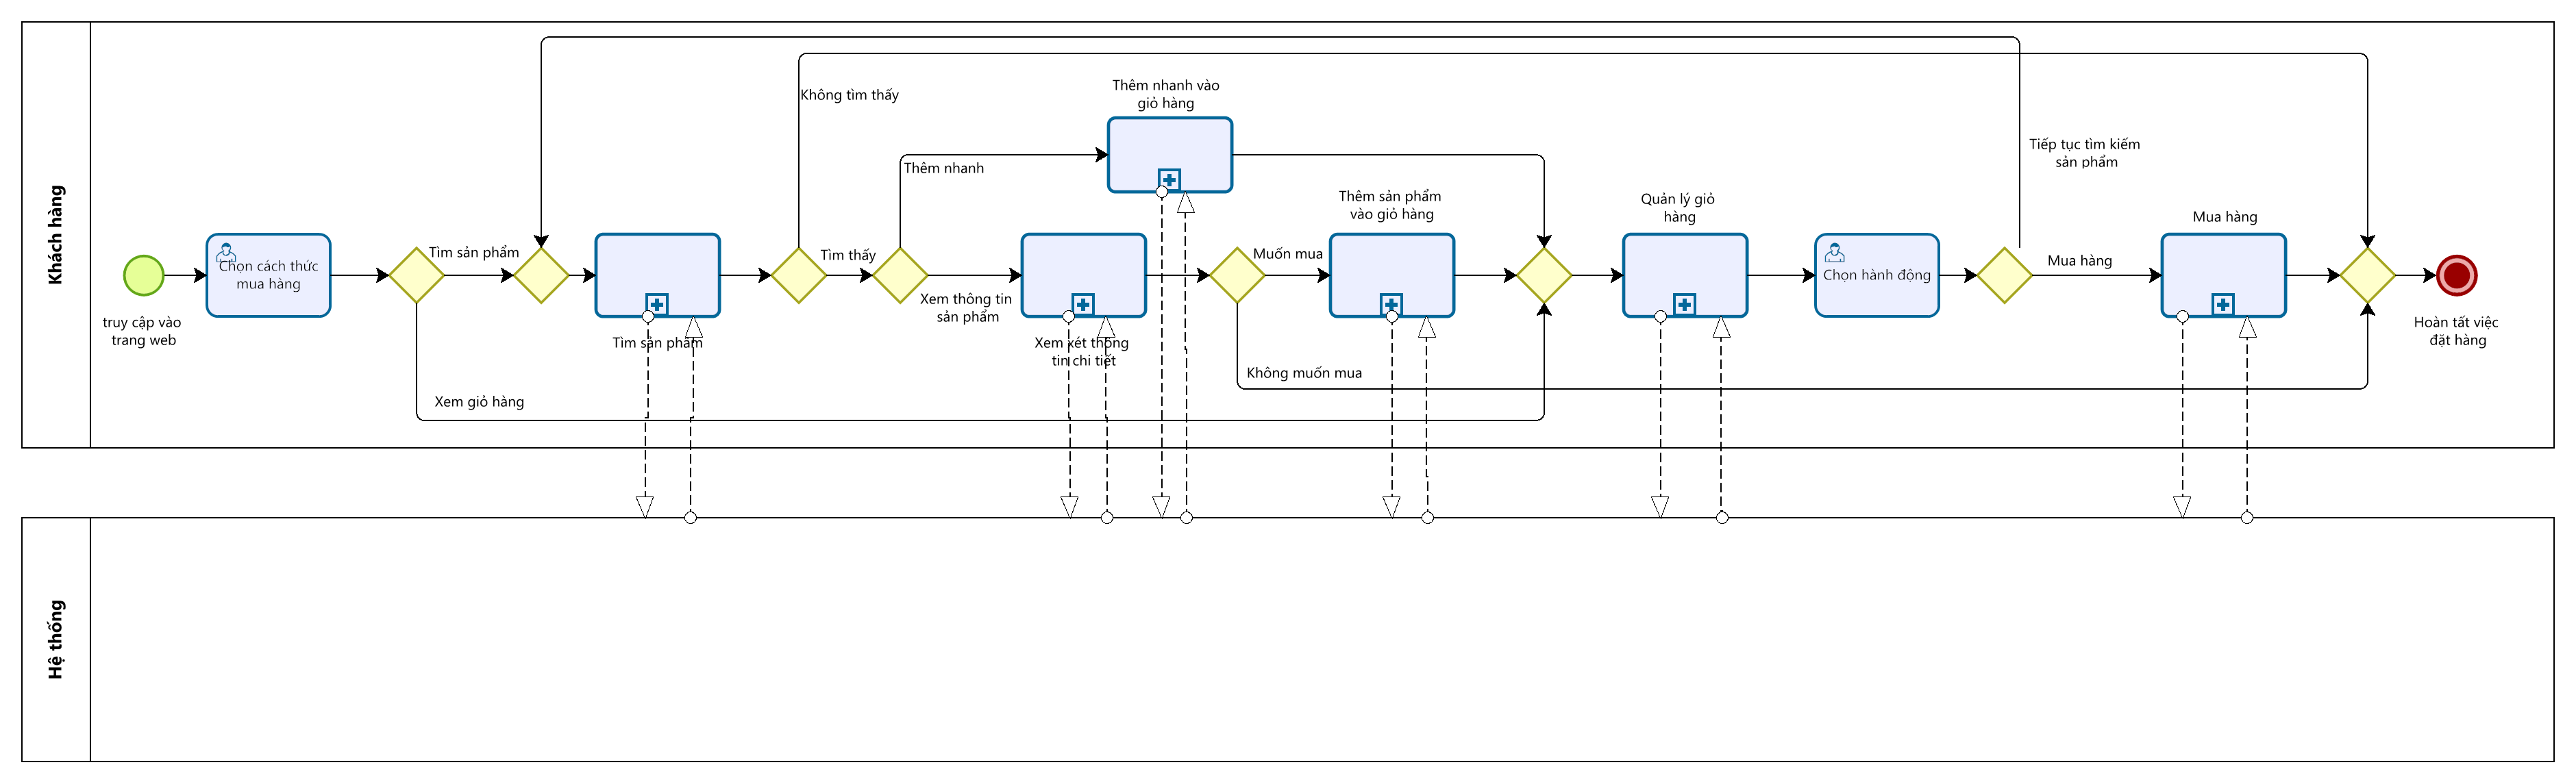 Khách hàng
truy cập vào
trang web
Chọn cách thức
mua hàng
Tìm sản phẩm
Xem giỏ hàng
Tìm sản phẩm
Không tìm thấy
Tìm thấy
Thêm nhanh
Xem thông tin
sản phẩm
Thêm nhanh vào
giỏ hàng
Xem xét thông
tin chi tiết
Muốn mua
Không muốn mua
Thêm sản phẩm
vào giỏ hàng
Quản lý giỏ
hàng
Chọn hành động
Tiếp tục tìm kiếm
sản phẩm
Mua hàng
Mua hàng
Hoàn tất việc
đặt hàng
Hệ thống